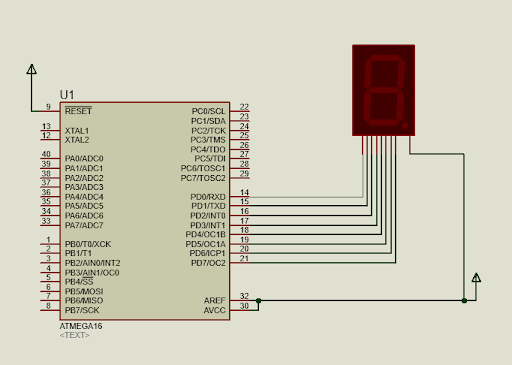 U1
9 RESET
13 XTAL1
12 XTAL2
40 PA0/ADC0
39 PA1/ADC1
38 PA2/ADC2
37 PA3/ADC3
36 PA4/ADC4
35 PA5/ADC5
34 PA6/ADC6
33 PA7/ADC7
1 PB0/T0/XCK
2 PB1/T1
3 PB2/AIN0/INT2
4 PB3/AIN1/OC0
5 PB4/SS
6 PB5/MOSI
7 PB6/MISO
8 PB7/SCK
PC0/SCL 22
PC1/SDA 23
PC2/TCK 24
PC3/TMS 25
PC4/TDO 26
PC5/TDI 27
PC6/TOSC1 28
PC7/TOSC2 29
PD0/RXD 14
PD1/TXD 15
PD2/INT0 16
PD3/INT1 17
PD4/OC1B 18
PD5/OC1A 19
PD6/ICP1 20
PD7/OC2 21
AREF 32
AVCC 30
ATMEGA16
<TEXT>